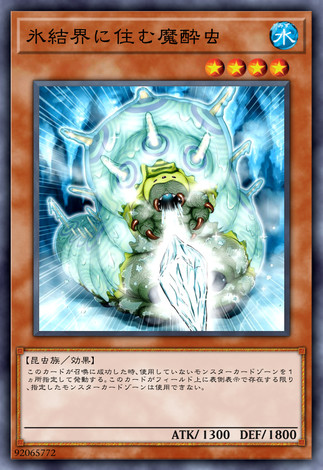 氷結界に住む魔酔虫
水
【昆虫族／効果】
このカードが召喚に成功した時、使用していないモンスターカードゾーンを１
ヵ所指定して発動する。このカードがフィールド上に表側表示で存在する限り
、指定したモンスターカードゾーンは使用できない。
ATK/ 1300 DEF/1800
92065772